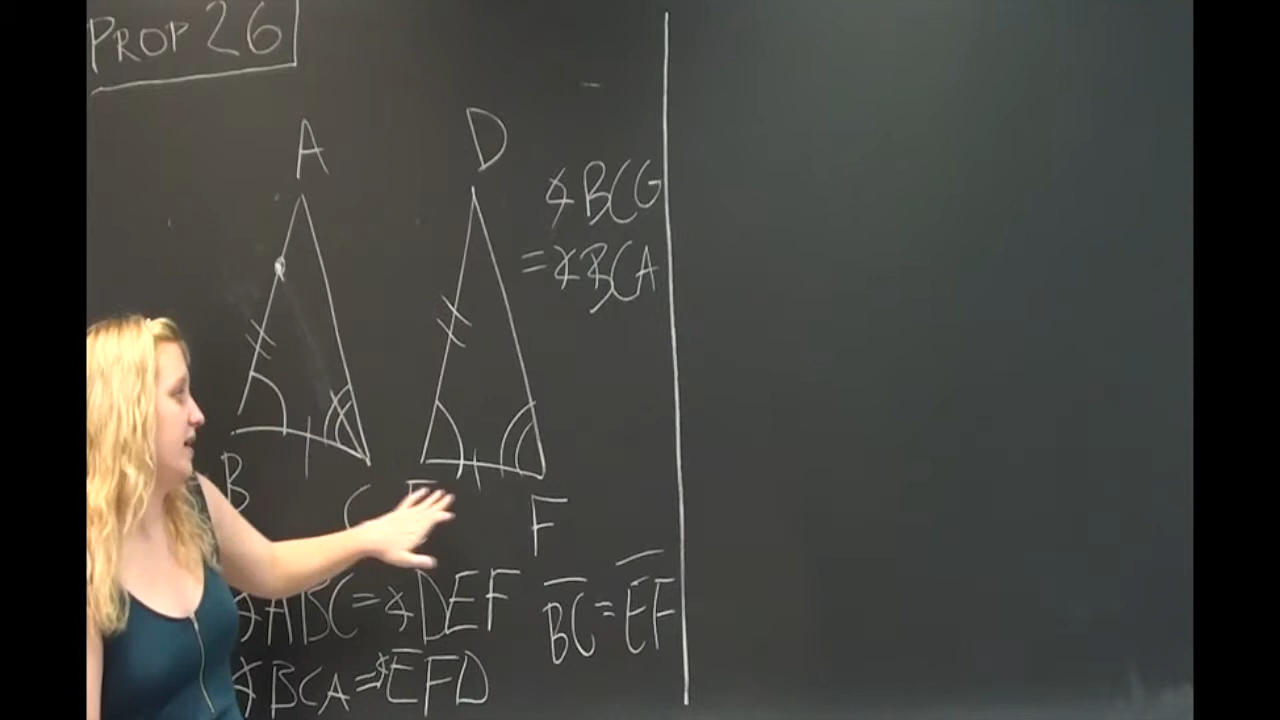 PROP 26
A
D
∡BCG
=∡BCA
B
C
E
F
∡ABC=∡DEF
BC=EF
∡BCA=∡EFD